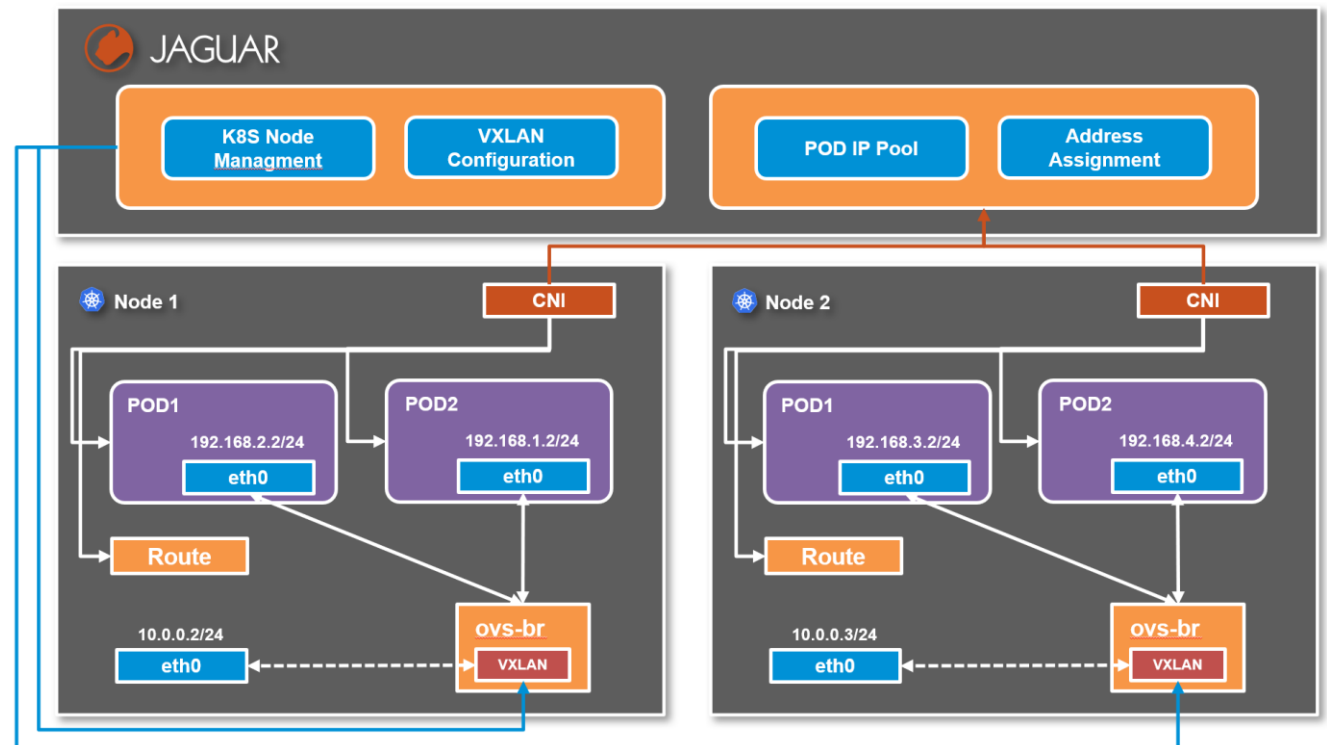 JAGUAR
K8S Node
Managment
VXLAN
Configuration
POD IP Pool
Address
Assignment
Node 1
CNI
POD1
192.168.2.2/24
eth0
POD2
192.168.1.2/24
eth0
Route
10.0.0.2/24
eth0
ovs-br
VXLAN
Node 2
CNI
POD1
192.168.3.2/24
eth0
POD2
192.168.4.2/24
eth0
Route
10.0.0.3/24
eth0
ovs-br
VXLAN